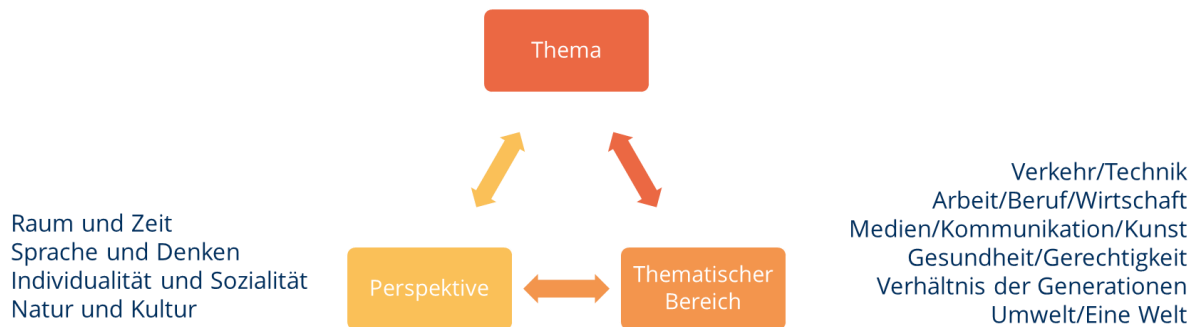 Thema
Raum und Zeit
Sprache und Denken
Individualität und Sozialität
Natur und Kultur
Perspektive
Thematischer
Bereich
Verkehr/Technik
Arbeit/Beruf/Wirtschaft
Medien/Kommunikation/Kunst
Gesundheit/Gerechtigkeit
Verhältnis der Generationen
Umwelt/Eine Welt